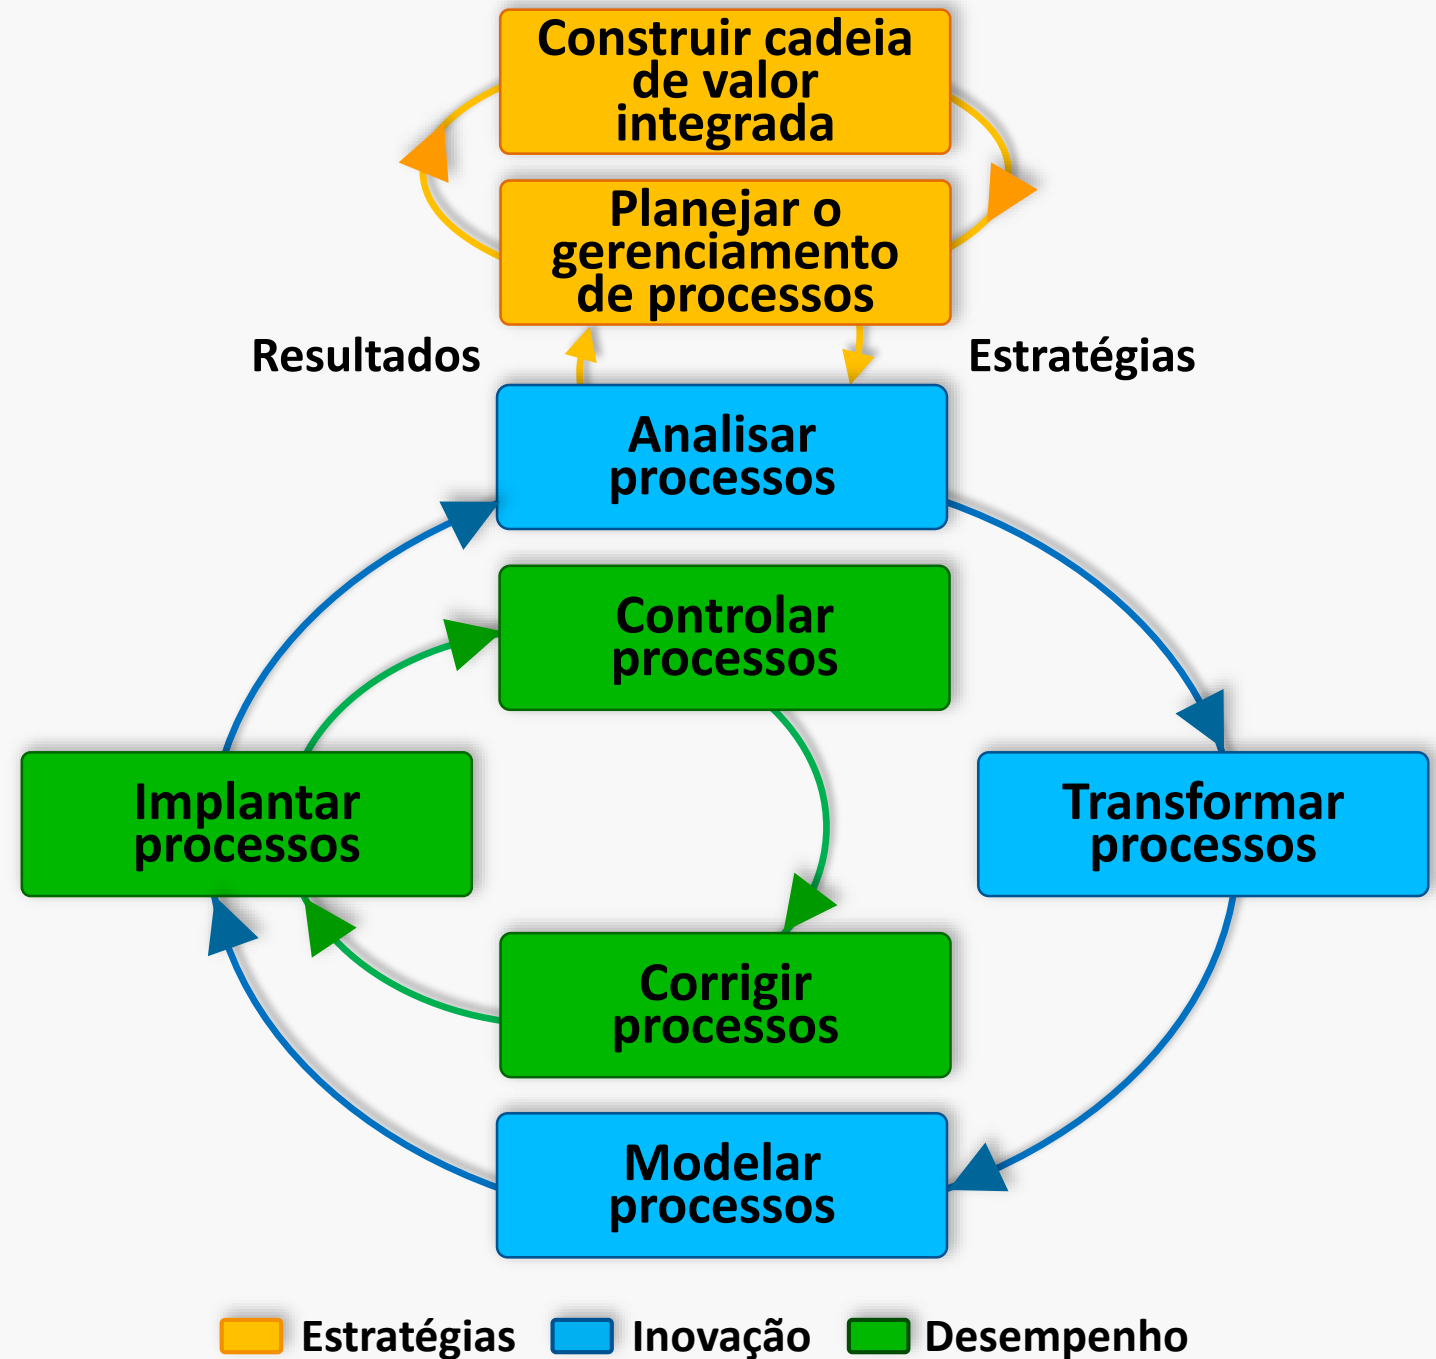 Construir cadeia
de valor
integrada
Planejar o
gerenciamento
de processos
Resultados
Estratégias
Analisar
processos
Controlar
processos
Implantar
processos
Transformar
processos
Corrigir
processos
Modelar
processos
Estratégias
Inovação
Desempenho